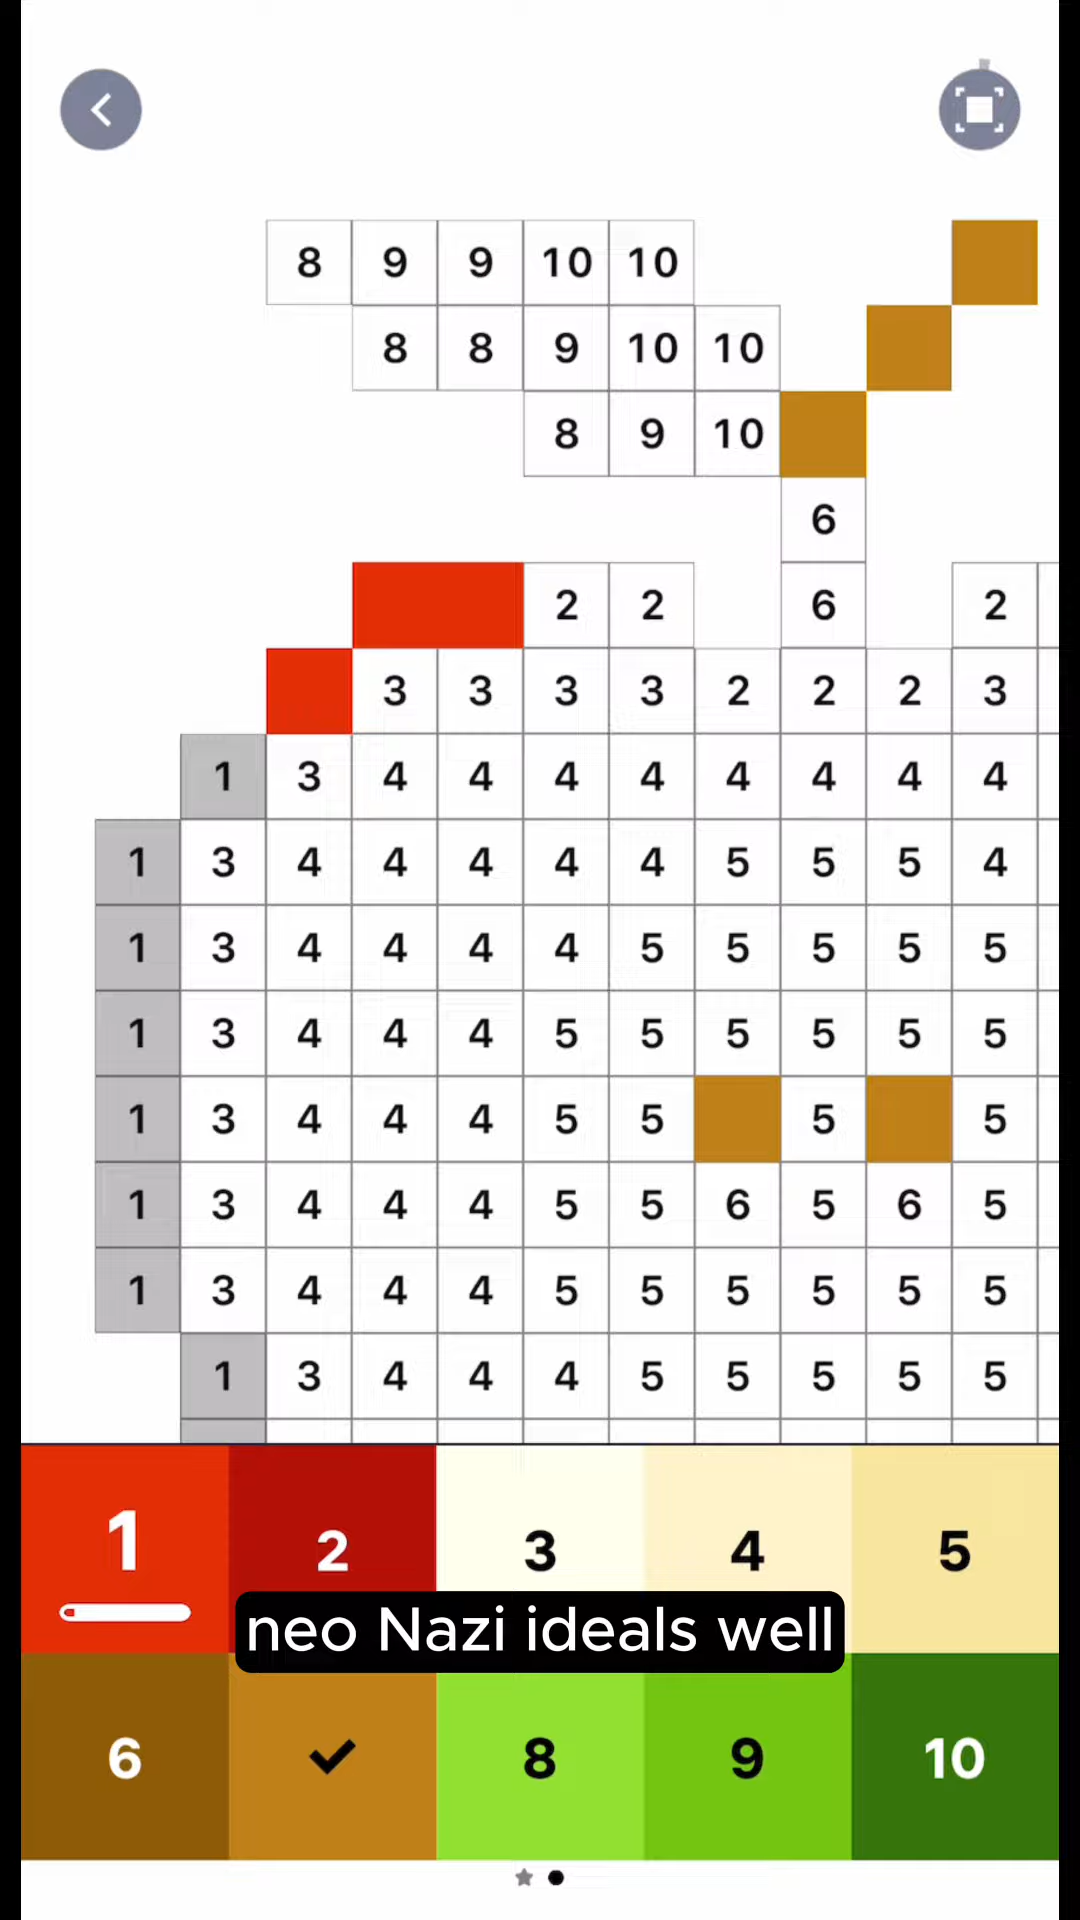 8 9 9 10 10
8 8 9 10 10
8 9 10
6
2 2 6 2
3 3 3 3 2 2 2 3
1 3 4 4 4 4 4 4 4 4
1 3 4 4 4 4 4 5 5 5 4
1 3 4 4 4 4 5 5 5 5 5
1 3 4 4 4 5 5 5 5 5 5
1 3 4 4 4 5 5 5 5
1 3 4 4 4 5 5 6 5 6 5
1 3 4 4 4 5 5 5 5 5 5
1 3 4 4 4 5 5 5 5 5
1 2 3 4 5
neo Nazi ideals well
6 8 9 10